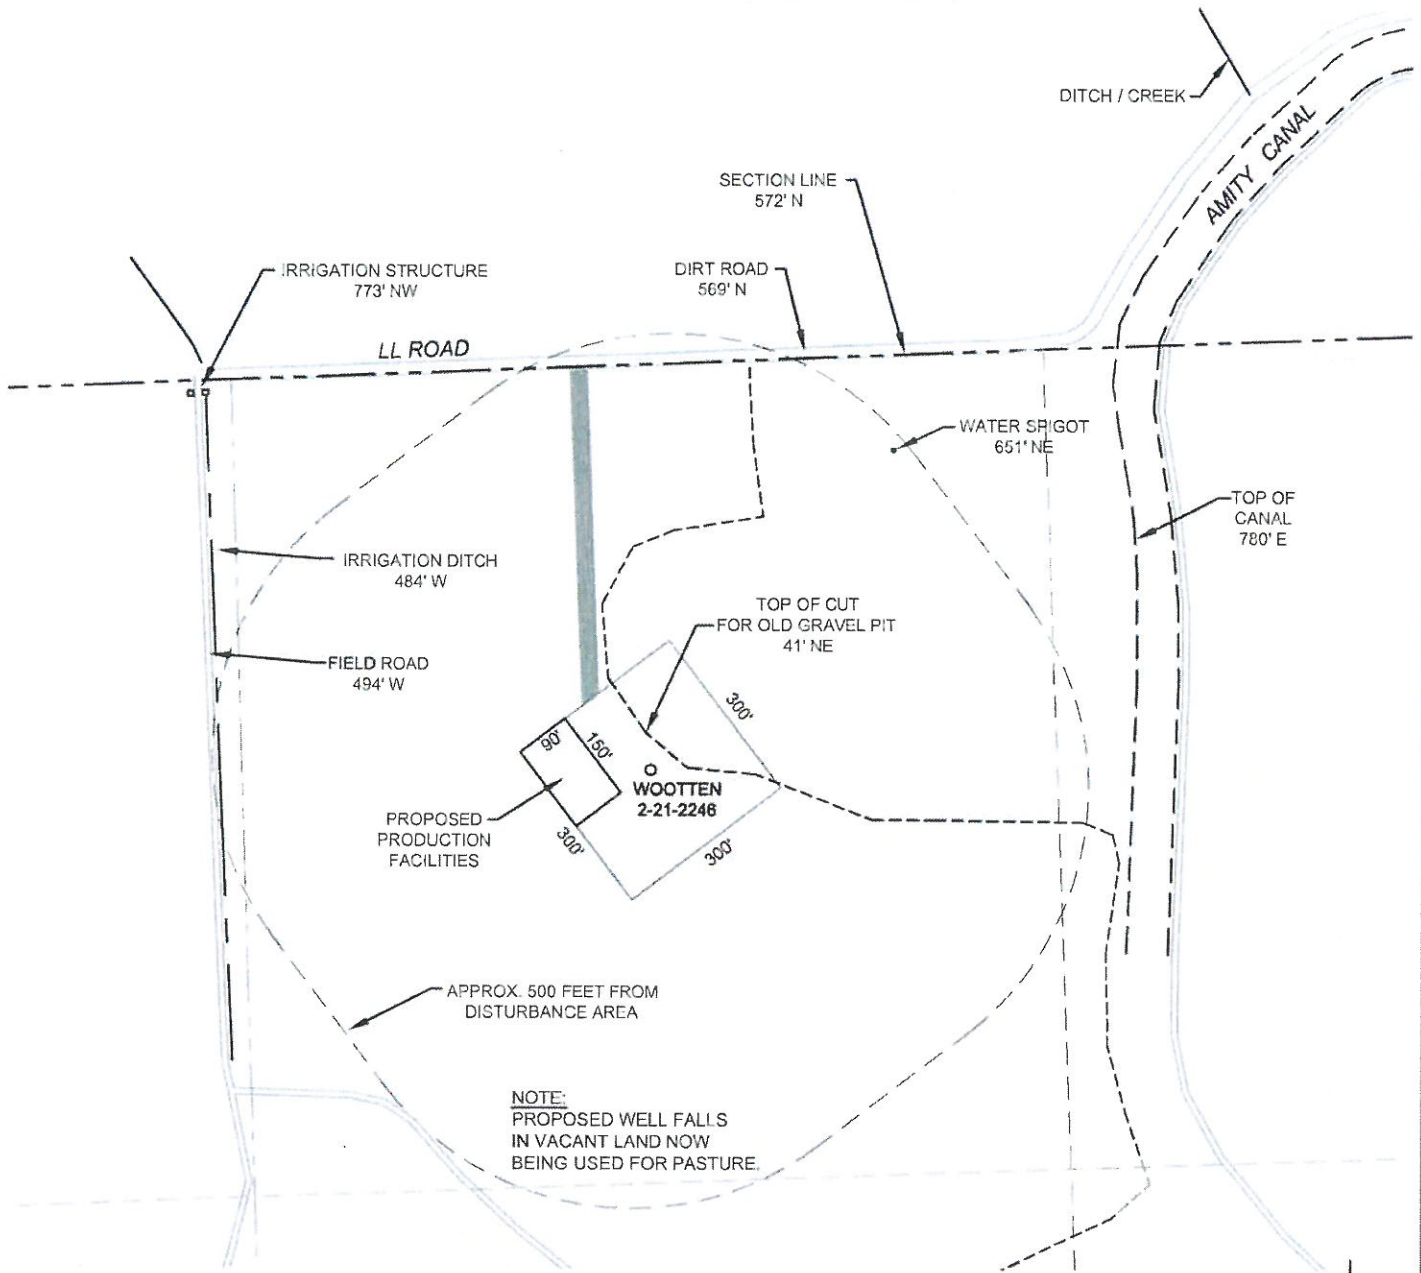 DITCH / CREEK
AMITY CANAL
SECTION LINE
572' N
IRRIGATION STRUCTURE
773' NW
DIRT ROAD
569' N
LL ROAD
WATER SPIGOT
651' NE
TOP OF
CANAL
780' E
IRRIGATION DITCH
484' W
TOP OF CUT
FOR OLD GRAVEL PIT
41' NE
FIELD ROAD
494' W
300'
90'
150'
WOOTTEN
2-21-2246
PROPOSED
PRODUCTION
FACILITIES
300'
300'
APPROX. 500 FEET FROM
DISTURBANCE AREA
NOTE:
PROPOSED WELL FALLS
IN VACANT LAND NOW
BEING USED FOR PASTURE.